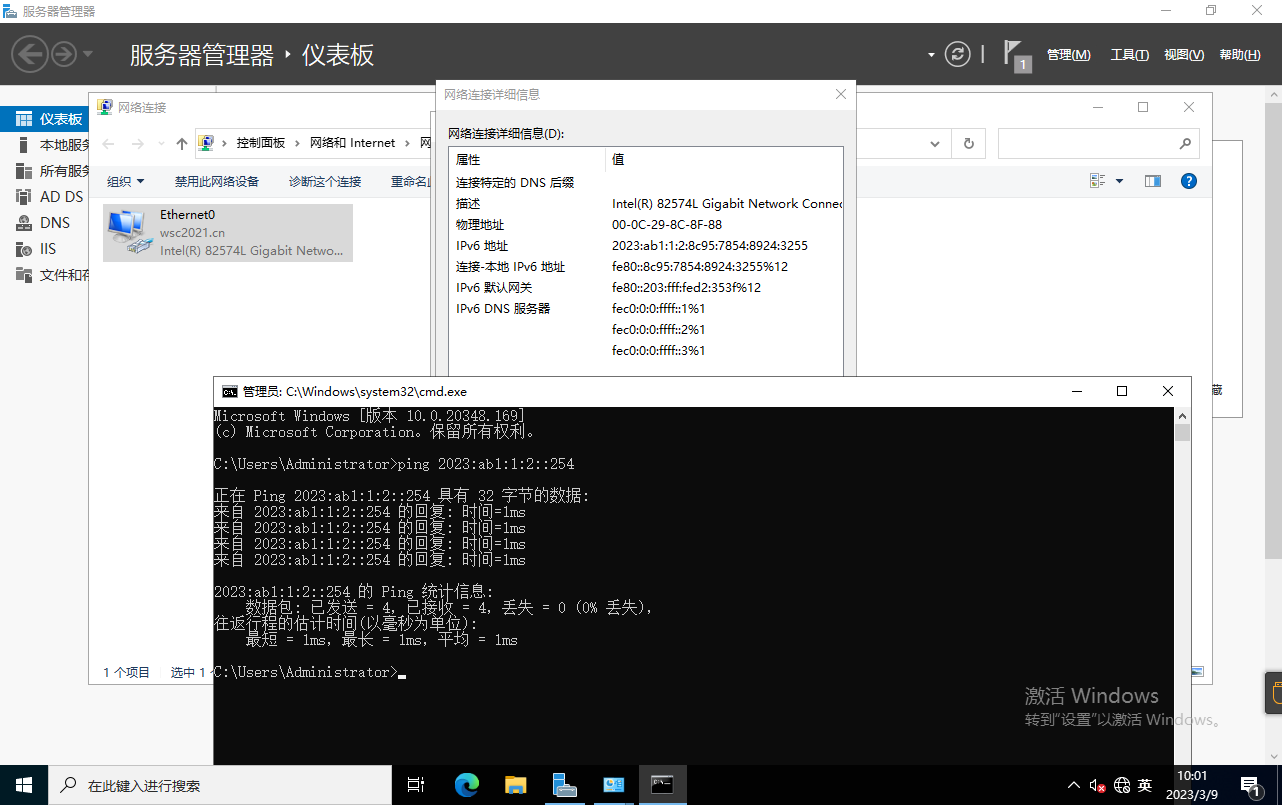 服务器管理器
服务器管理器 · 仪表板
1
管理(M) 工具(T) 视图(V) 帮助(H)
仪表板
本地服务
所有服务
AD DS
DNS
IIS
文件和存
网络连接
控制面板 › 网络和 Internet › 网
组织 禁用此网络设备 诊断这个连接 重命名此
Ethernet0
wsc2021.cn
Intel(R) 82574L Gigabit Netwo...
1 个项目 选中 1
网络连接详细信息
网络连接详细信息(D):
属性 值
连接特定的 DNS 后缀
描述 Intel(R) 82574L Gigabit Network Connec
物理地址 00-0C-29-8C-8F-88
IPv6 地址 2023:ab1:1:2:8c95:7854:8924:3255
连接-本地 IPv6 地址 fe80::8c95:7854:8924:3255%12
IPv6 默认网关 fe80::203:fff:fed2:353f%12
IPv6 DNS 服务器 fec0:0:0:ffff::1%1
fec0:0:0:ffff::2%1
fec0:0:0:ffff::3%1
藏
管理员: C:\Windows\system32\cmd.exe
Microsoft Windows [版本 10.0.20348.169]
(c) Microsoft Corporation。保留所有权利。
C:\Users\Administrator>ping 2023:ab1:1:2::254
正在 Ping 2023:ab1:1:2::254 具有 32 字节的数据:
来自 2023:ab1:1:2::254 的回复: 时间=1ms
来自 2023:ab1:1:2::254 的回复: 时间=1ms
来自 2023:ab1:1:2::254 的回复: 时间=1ms
来自 2023:ab1:1:2::254 的回复: 时间=1ms
2023:ab1:1:2::254 的 Ping 统计信息:
数据包: 已发送 = 4，已接收 = 4，丢失 = 0 (0% 丢失)，
往返行程的估计时间(以毫秒为单位):
最短 = 1ms，最长 = 1ms，平均 = 1ms
C:\Users\Administrator>
激活 Windows
转到“设置”以激活 Windows。
在此键入进行搜索
英
10:01
2023/3/9
1